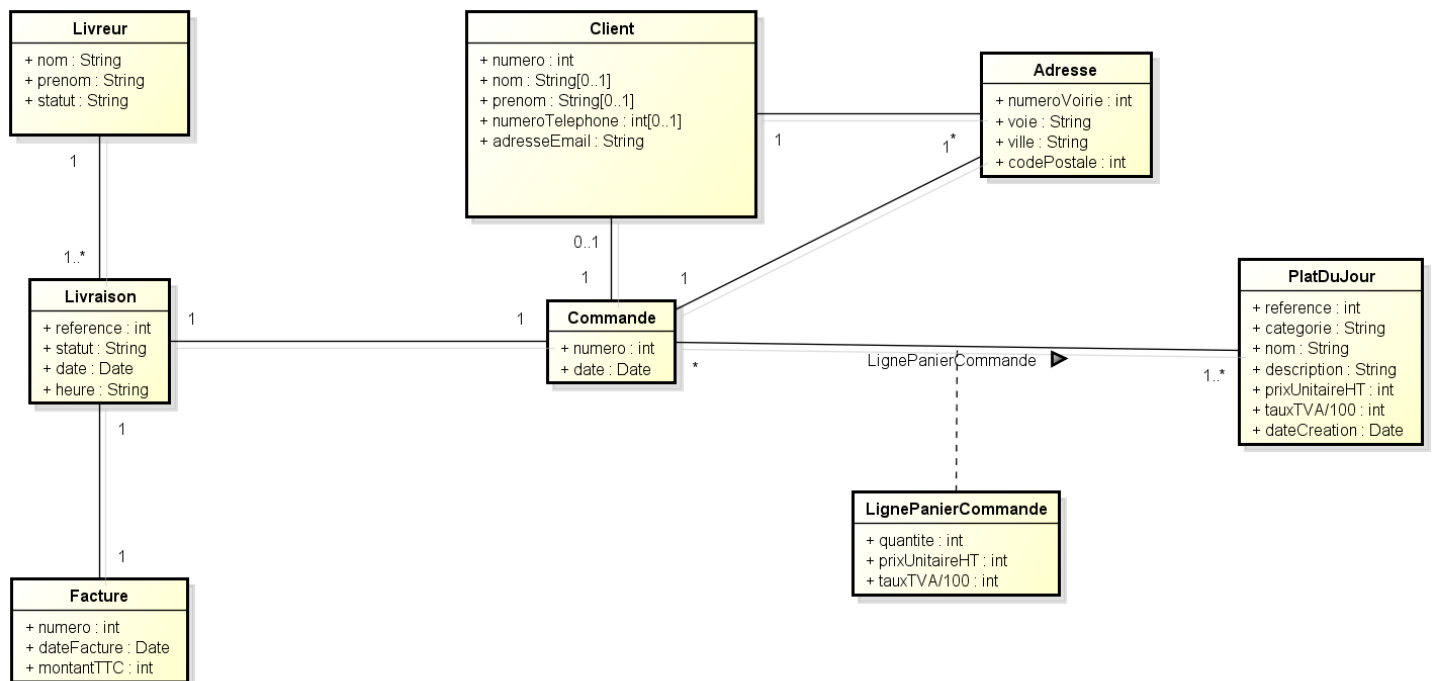 Livreur
+ nom : String
+ prenom : String
+ statut : String
Client
+ numero : int
+ nom : String[0..1]
+ prenom : String[0..1]
+ numeroTelephone : int[0..1]
+ adresseEmail : String
Adresse
+ numeroVoirie : int
+ voie : String
+ ville : String
+ codePostale : int
1
1
1
*
1..*
0..1
1
1
Livraison
+ reference : int
+ statut : String
+ date : Date
+ heure : String
1
1
Commande
+ numero : int
+ date : Date
*
LignePanierCommande
1..*
PlatDuJour
+ reference : int
+ categorie : String
+ nom : String
+ description : String
+ prixUnitaireHT : int
+ tauxTVA/100 : int
+ dateCreation : Date
1
1
LignePanierCommande
+ quantite : int
+ prixUnitaireHT : int
+ tauxTVA/100 : int
Facture
+ numero : int
+ dateFacture : Date
+ montantTTC : int